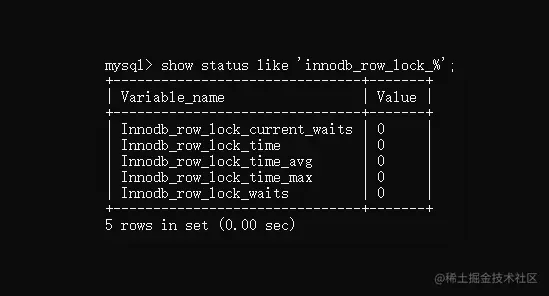 mysql> show status like 'innodb_row_lock_%';
+-------------------------------+-------+
| Variable_name                 | Value |
+-------------------------------+-------+
| Innodb_row_lock_current_waits | 0     |
| Innodb_row_lock_time          | 0     |
| Innodb_row_lock_time_avg      | 0     |
| Innodb_row_lock_time_max      | 0     |
| Innodb_row_lock_waits         | 0     |
+-------------------------------+-------+
5 rows in set (0.00 sec)
@稀土掘金技术社区